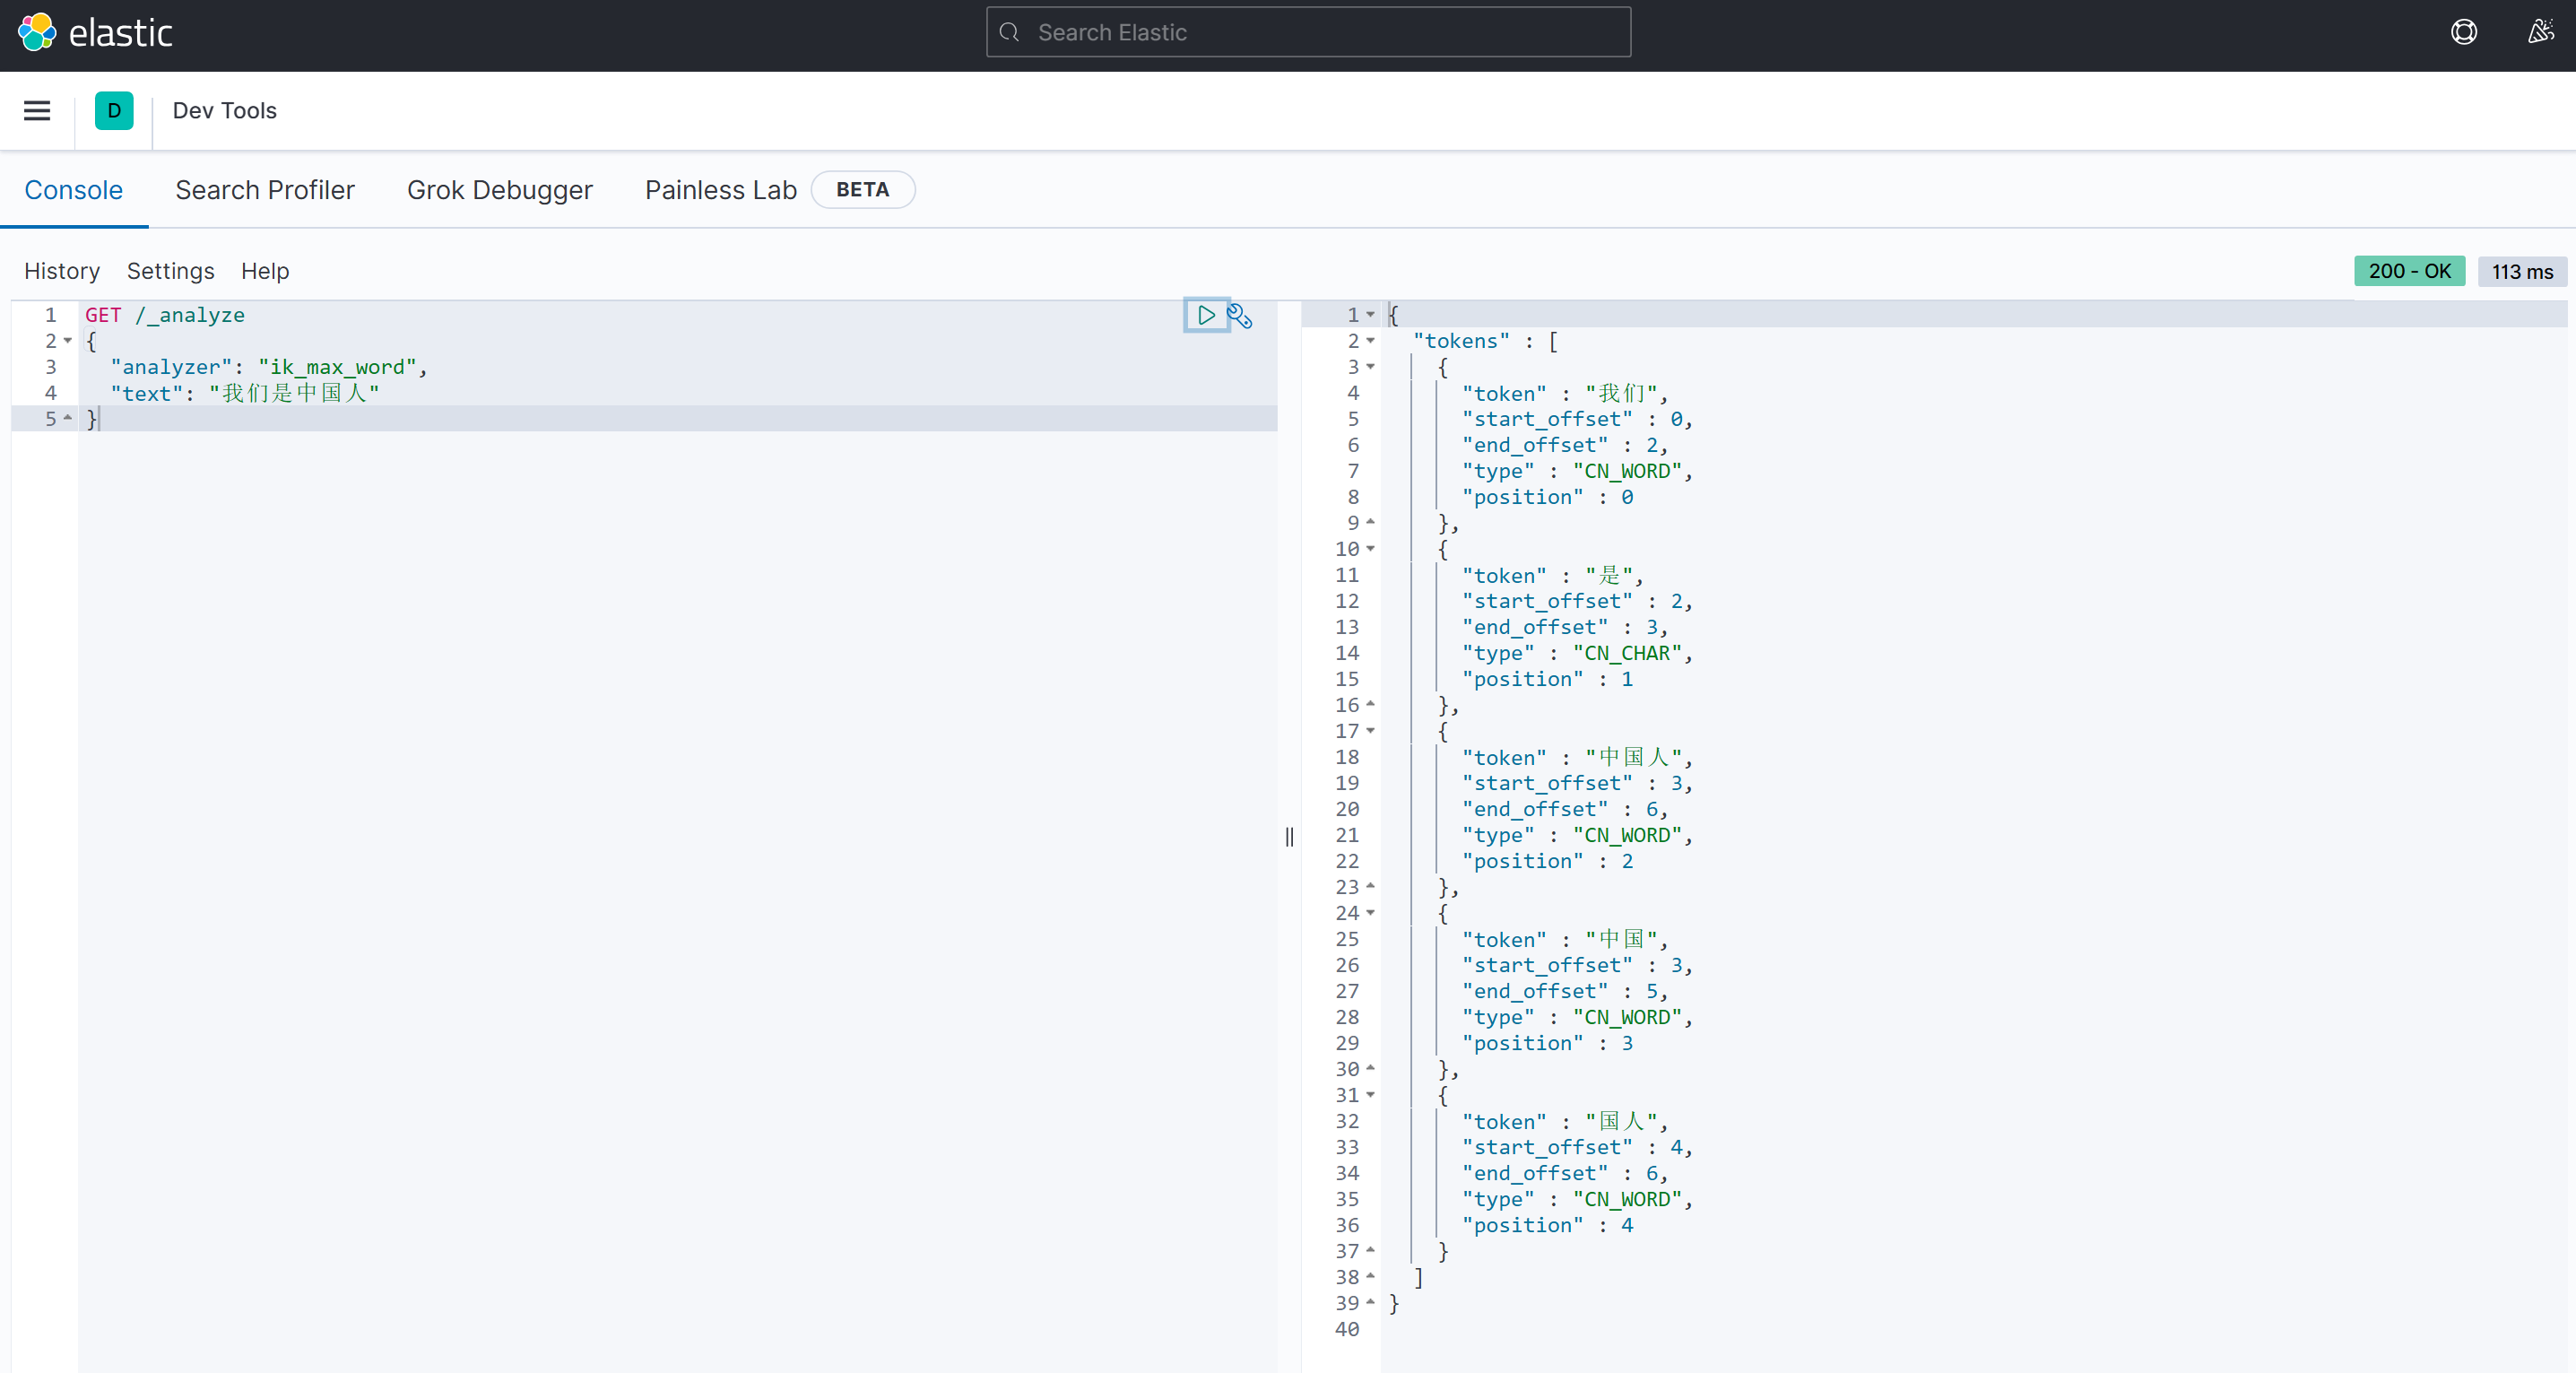 elastic
Search Elastic
D
Dev Tools
Console
Search Profiler
Grok Debugger
Painless Lab
BETA
History
Settings
Help
200 - OK
113 ms
1 GET /_analyze
2 {
3 "analyzer": "ik_max_word",
4 "text": "我们是中国人"
5 }
1 {
2 "tokens" : [
3 {
4 "token" : "我们",
5 "start_offset" : 0,
6 "end_offset" : 2,
7 "type" : "CN_WORD",
8 "position" : 0
9 },
10 {
11 "token" : "是",
12 "start_offset" : 2,
13 "end_offset" : 3,
14 "type" : "CN_CHAR",
15 "position" : 1
16 },
17 {
18 "token" : "中国人",
19 "start_offset" : 3,
20 "end_offset" : 6,
21 "type" : "CN_WORD",
22 "position" : 2
23 },
24 {
25 "token" : "中国",
26 "start_offset" : 3,
27 "end_offset" : 5,
28 "type" : "CN_WORD",
29 "position" : 3
30 },
31 {
32 "token" : "国人",
33 "start_offset" : 4,
34 "end_offset" : 6,
35 "type" : "CN_WORD",
36 "position" : 4
37 }
38 ]
39 }
40